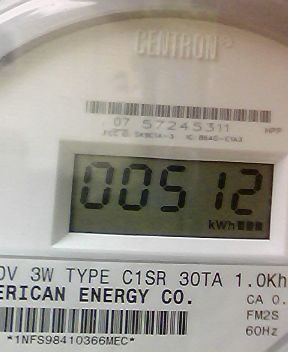 CENTRON®
07 57245311 HPP
00512
kWh
0V 3W TYPE C1SR 30TA 1.0Kh
ERICAN ENERGY CO. CA 0.
FM2S
60Hz
*1NFS98410366MEC*